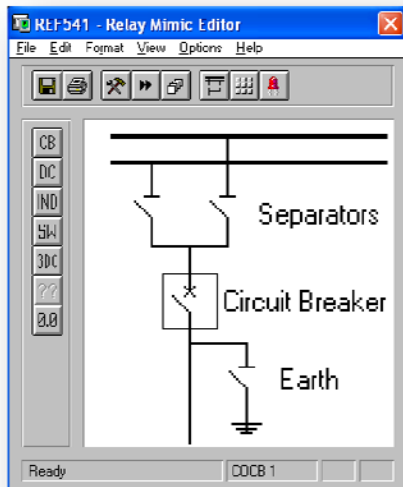 REF541 - Relay Mimic Editor
File Edit Format View Options Help
CB
DC
IND
SW
3DC
??
0.0
Separators
Circuit Breaker
Earth
Ready COCB 1